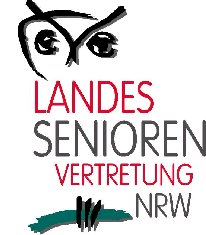 LANDES
SENIOREN
VERTRETUNG
NRW